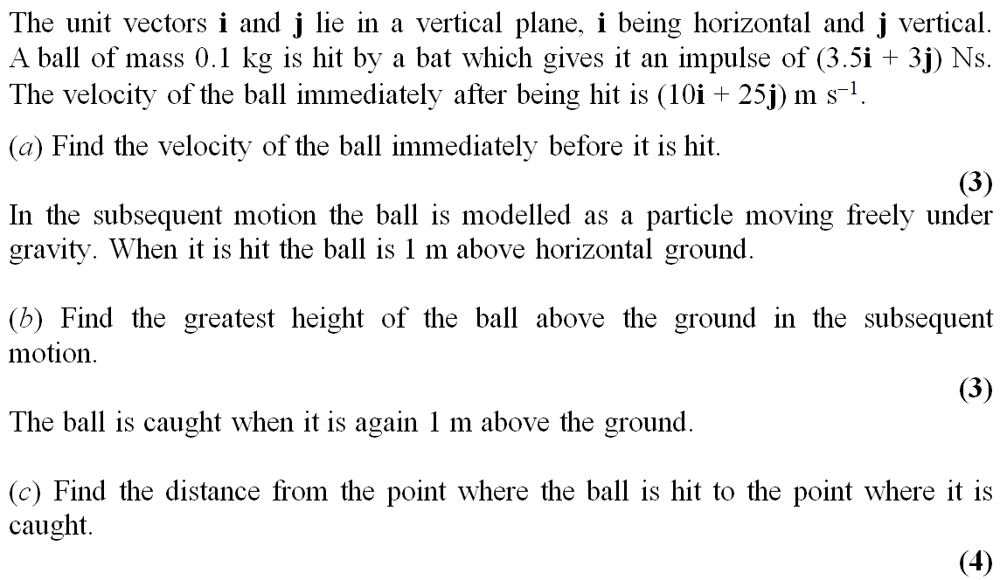 The unit vectors i and j lie in a vertical plane, i being horizontal and j vertical.
A ball of mass 0.1 kg is hit by a bat which gives it an impulse of (3.5i + 3j) Ns.
The velocity of the ball immediately after being hit is (10i + 25j) m s⁻¹.
(a) Find the velocity of the ball immediately before it is hit.
(3)
In the subsequent motion the ball is modelled as a particle moving freely under
gravity. When it is hit the ball is 1 m above horizontal ground.
(b) Find the greatest height of the ball above the ground in the subsequent
motion.
(3)
The ball is caught when it is again 1 m above the ground.
(c) Find the distance from the point where the ball is hit to the point where it is
caught.
(4)